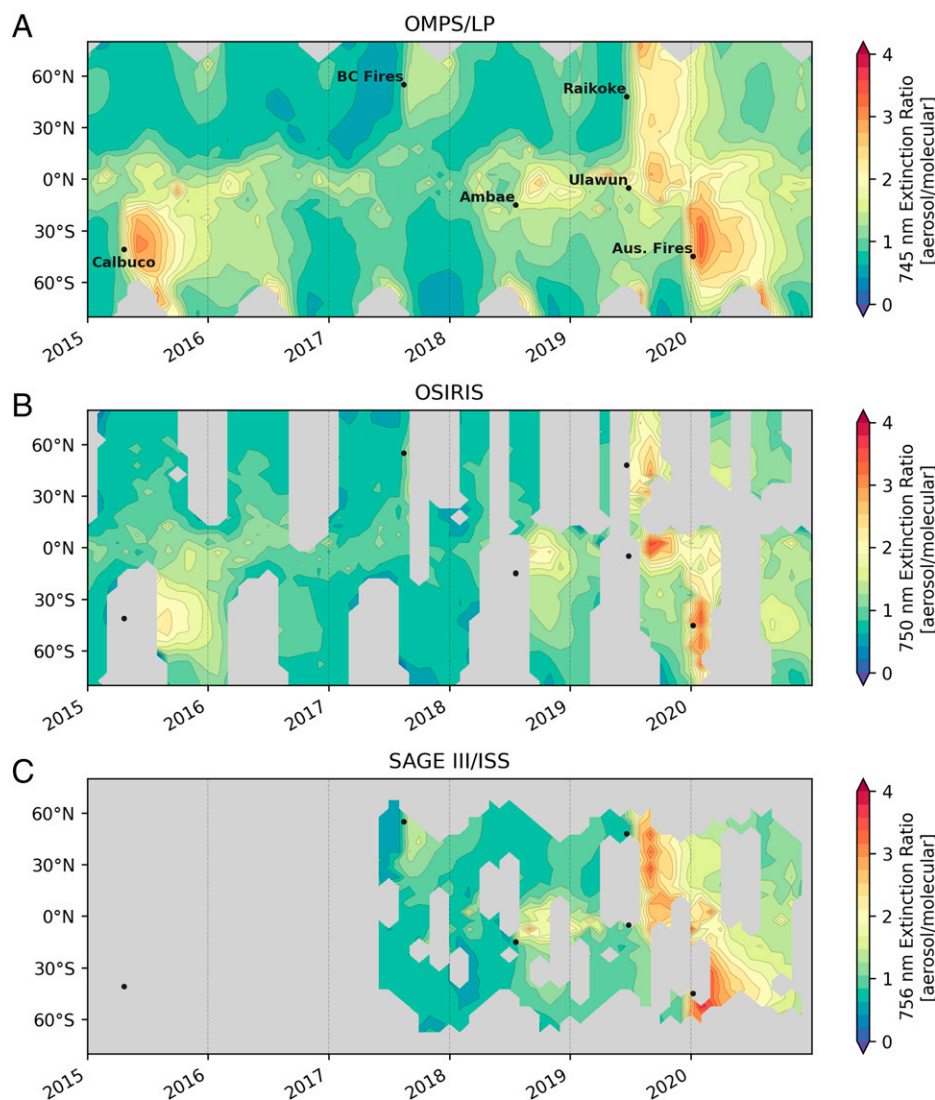 A
OMPS/LP
60°N
30°N
0°N
30°S
60°S
BC Fires
Raikoke
Ulawun
Ambae
Aus. Fires
Calbuco
2015
2016
2017
2018
2019
2020
4
3
2
1
0
745 nm Extinction Ratio
[aerosol/molecular]
B
OSIRIS
60°N
30°N
0°N
30°S
60°S
2015
2016
2017
2018
2019
2020
4
3
2
1
0
750 nm Extinction Ratio
[aerosol/molecular]
C
SAGE III/ISS
60°N
30°N
0°N
30°S
60°S
2015
2016
2017
2018
2019
2020
4
3
2
1
0
756 nm Extinction Ratio
[aerosol/molecular]